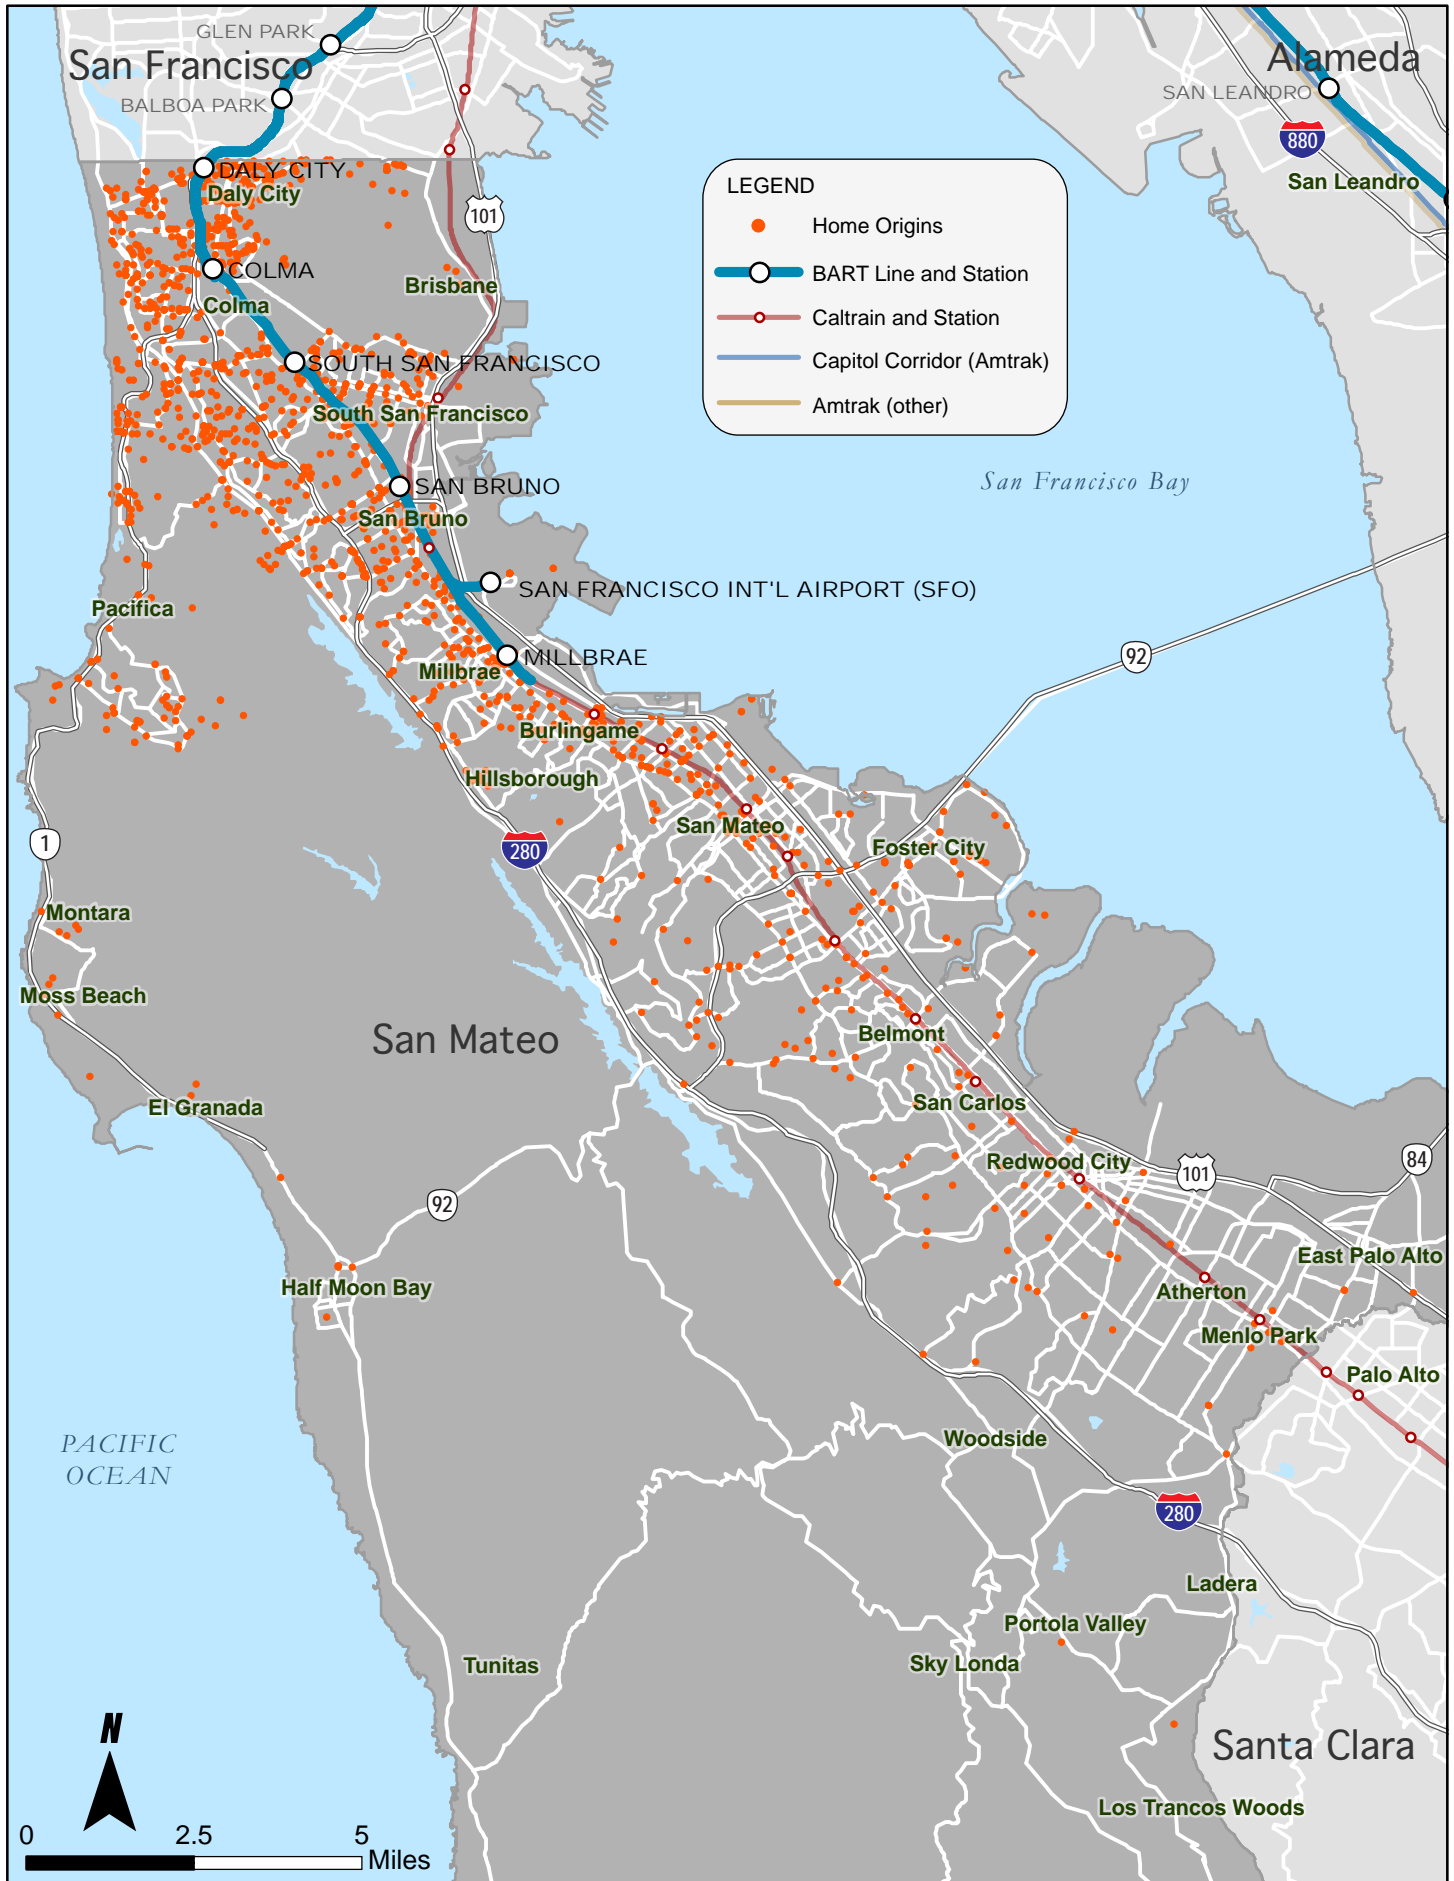 GLEN PARK
San Francisco
BALBOA PARK
Alameda
SAN LEANDRO
880
San Leandro
DALY CITY
Daly City
101
COLMA
Colma
Brisbane
LEGEND
Home Origins
BART Line and Station
Caltrain and Station
Capitol Corridor (Amtrak)
Amtrak (other)
SOUTH SAN FRANCISCO
South San Francisco
San Francisco Bay
SAN BRUNO
San Bruno
SAN FRANCISCO INT'L AIRPORT (SFO)
Pacifica
MILLBRAE
Millbrae
92
Burlingame
Hillsborough
San Mateo
1
280
Foster City
Montara
Moss Beach
San Mateo
Belmont
El Granada
San Carlos
Redwood City
101
84
92
East Palo Alto
Half Moon Bay
Atherton
Menlo Park
Palo Alto
PACIFIC
OCEAN
Woodside
280
Ladera
Portola Valley
Tunitas
Sky Londa
N
Santa Clara
Los Trancos Woods
0 2.5 5
Miles